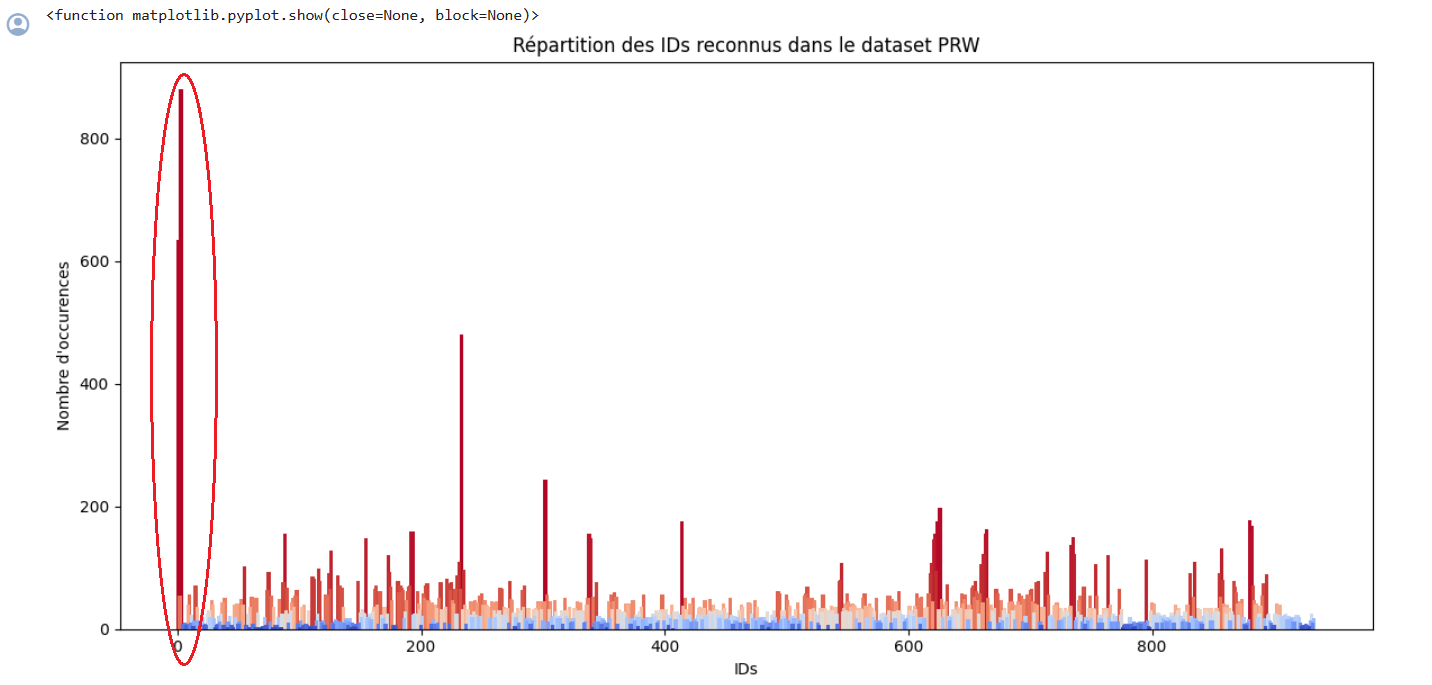 <function matplotlib.pyplot.show(close=None, block=None)>
Répartition des IDs reconnus dans le dataset PRW
800
600
400
200
0
Nombre d'occurences
0 200 400 600 800
IDs